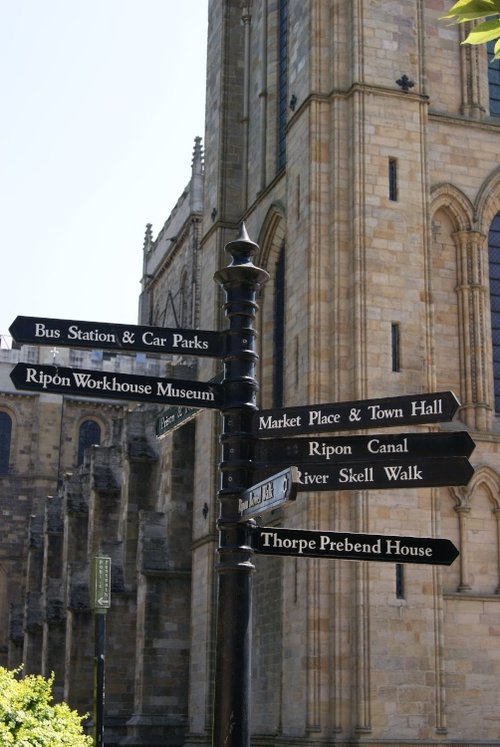 Bus Station & Car Parks
Ripon Workhouse Museum
Market Place & Town Hall
Ripon Canal
River Skell Walk
Thorpe Prebend House